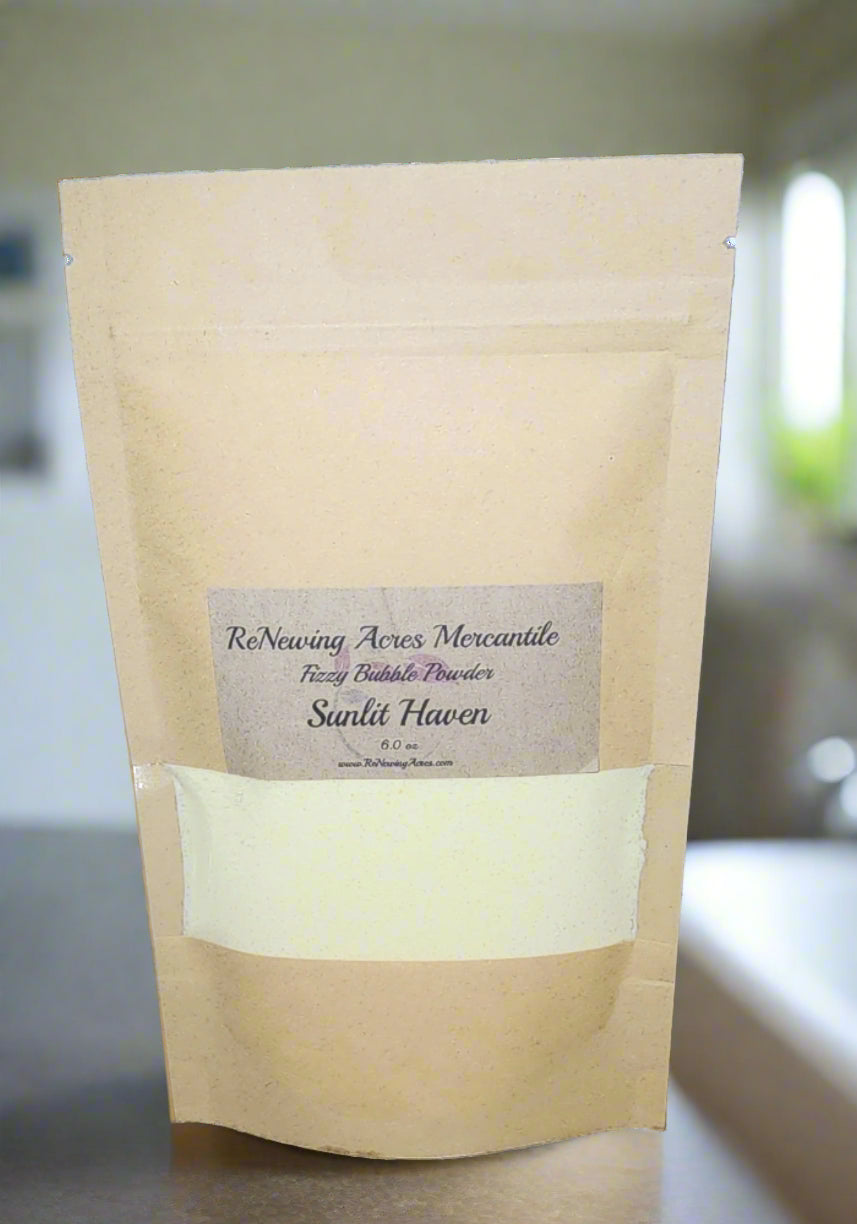 ReNewing Acres Mercantile
Fizzy Bubble Powder
Sunlit Haven
6.0 oz
www.ReNewingAcres.com